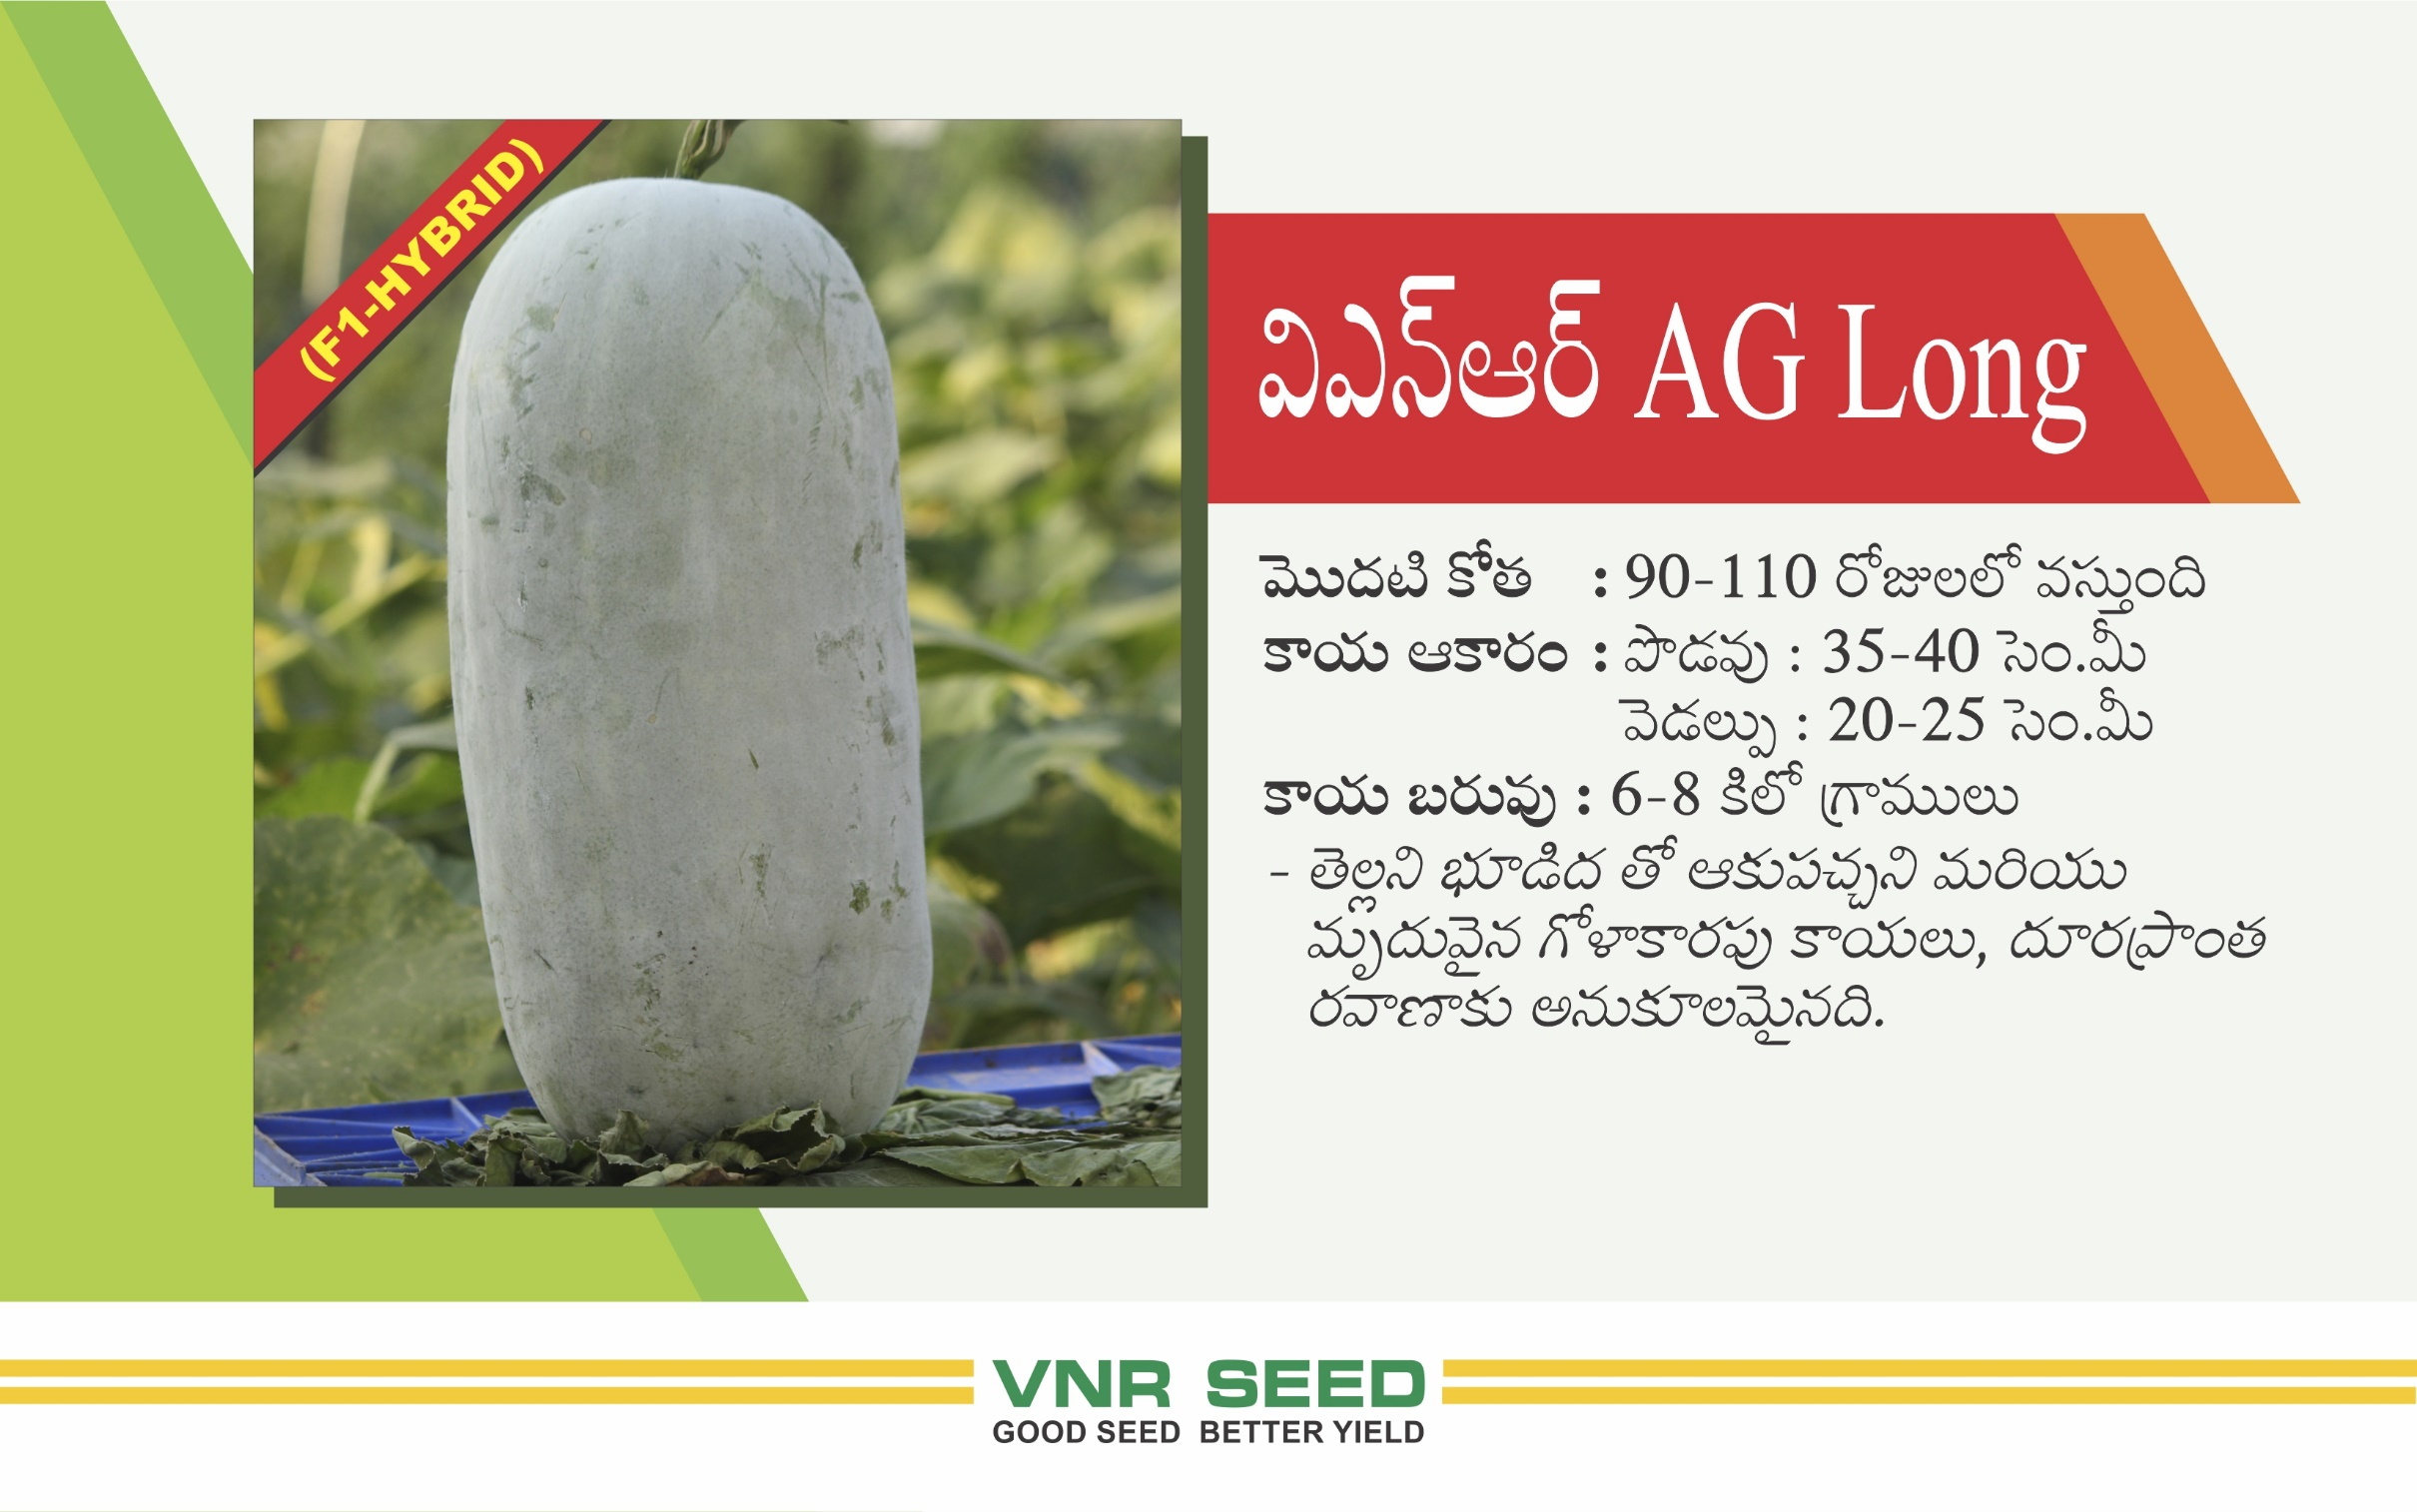 (F1-HYBRID)
విఎన్ఆర్ AG Long
మొదటి కోత : 90-110 రోజులలో వస్తుంది
కాయ ఆకారం : పొడవు : 35-40 సెం.మీ
వెడల్పు : 20-25 సెం.మీ
కాయ బరువు : 6-8 కిలో గ్రాములు
- తెల్లని భూడిద తో ఆకుపచ్చని మరియు
మృదువైన గోళాకారపు కాయలు, దూరప్రాంత
రవాణాకు అనుకూలమైనది.
VNR SEED
GOOD SEED BETTER YIELD